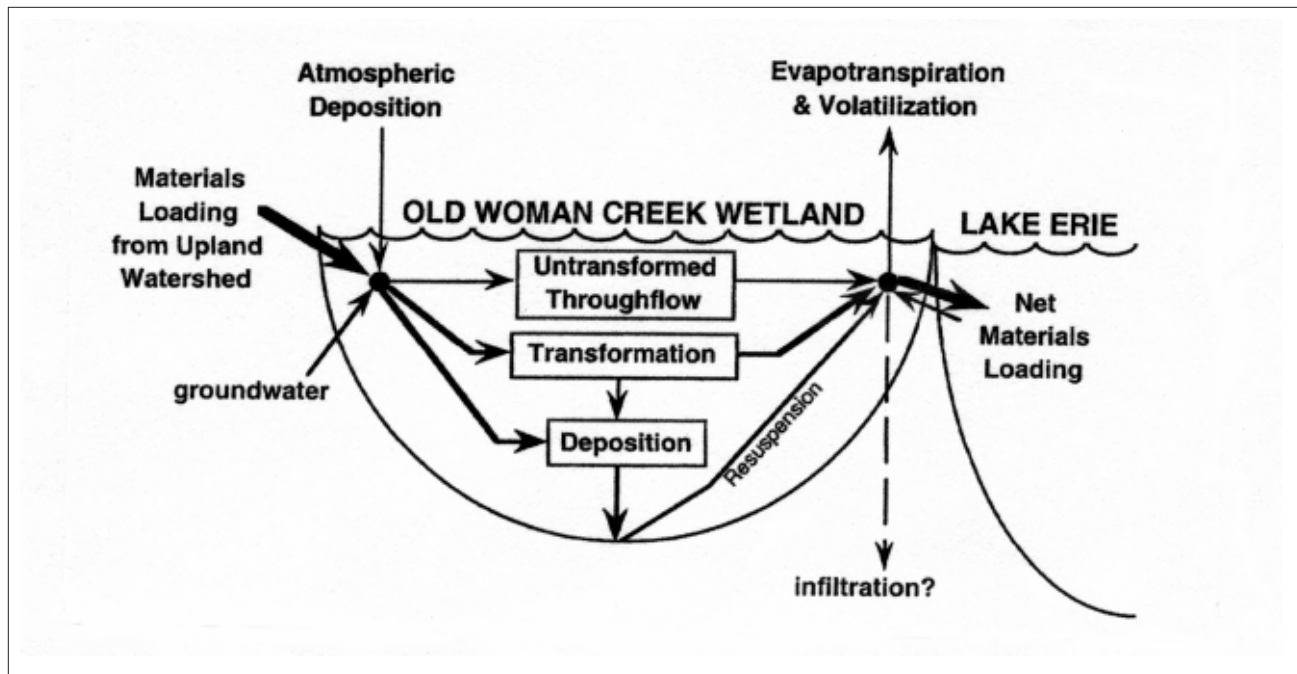 Atmospheric
Deposition
Evapotranspiration
& Volatilization
Materials
Loading
from Upland
Watershed
OLD WOMAN CREEK WETLAND
LAKE ERIE
Untransformed
Throughflow
Net
Materials
Loading
Transformation
groundwater
Deposition
Resuspension
infiltration?